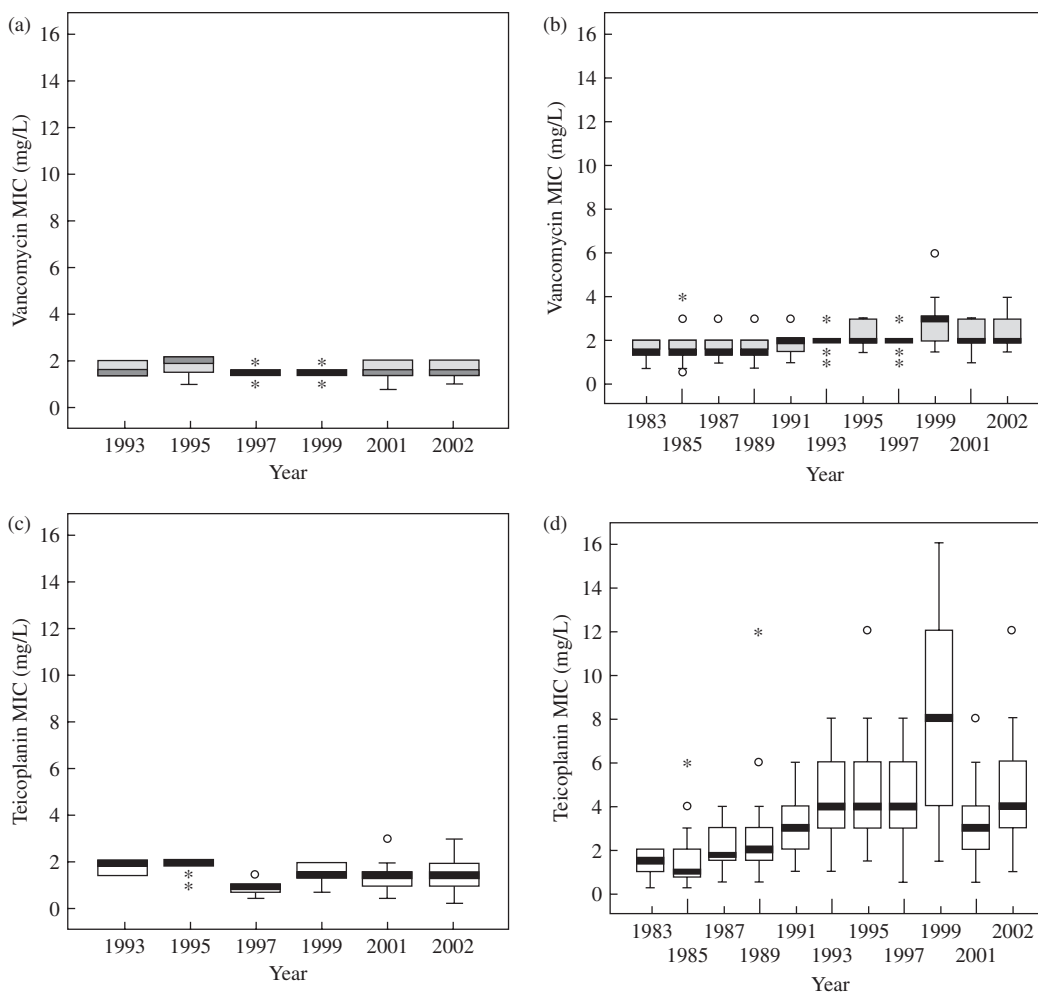 (a)
16
14
12
10
8
6
4
2
0
Vancomycin MIC (mg/L)
1993 1995 1997 1999 2001 2002
Year
(b)
16
14
12
10
8
6
4
2
0
Vancomycin MIC (mg/L)
1983 1987 1991 1995 1999 2002
1985 1989 1993 1997 2001
Year
(c)
16
14
12
10
8
6
4
2
0
Teicoplanin MIC (mg/L)
1993 1995 1997 1999 2001 2002
Year
(d)
16
14
12
10
8
6
4
2
0
Teicoplanin MIC (mg/L)
1983 1987 1991 1995 1999 2002
1985 1989 1993 1997 2001
Year